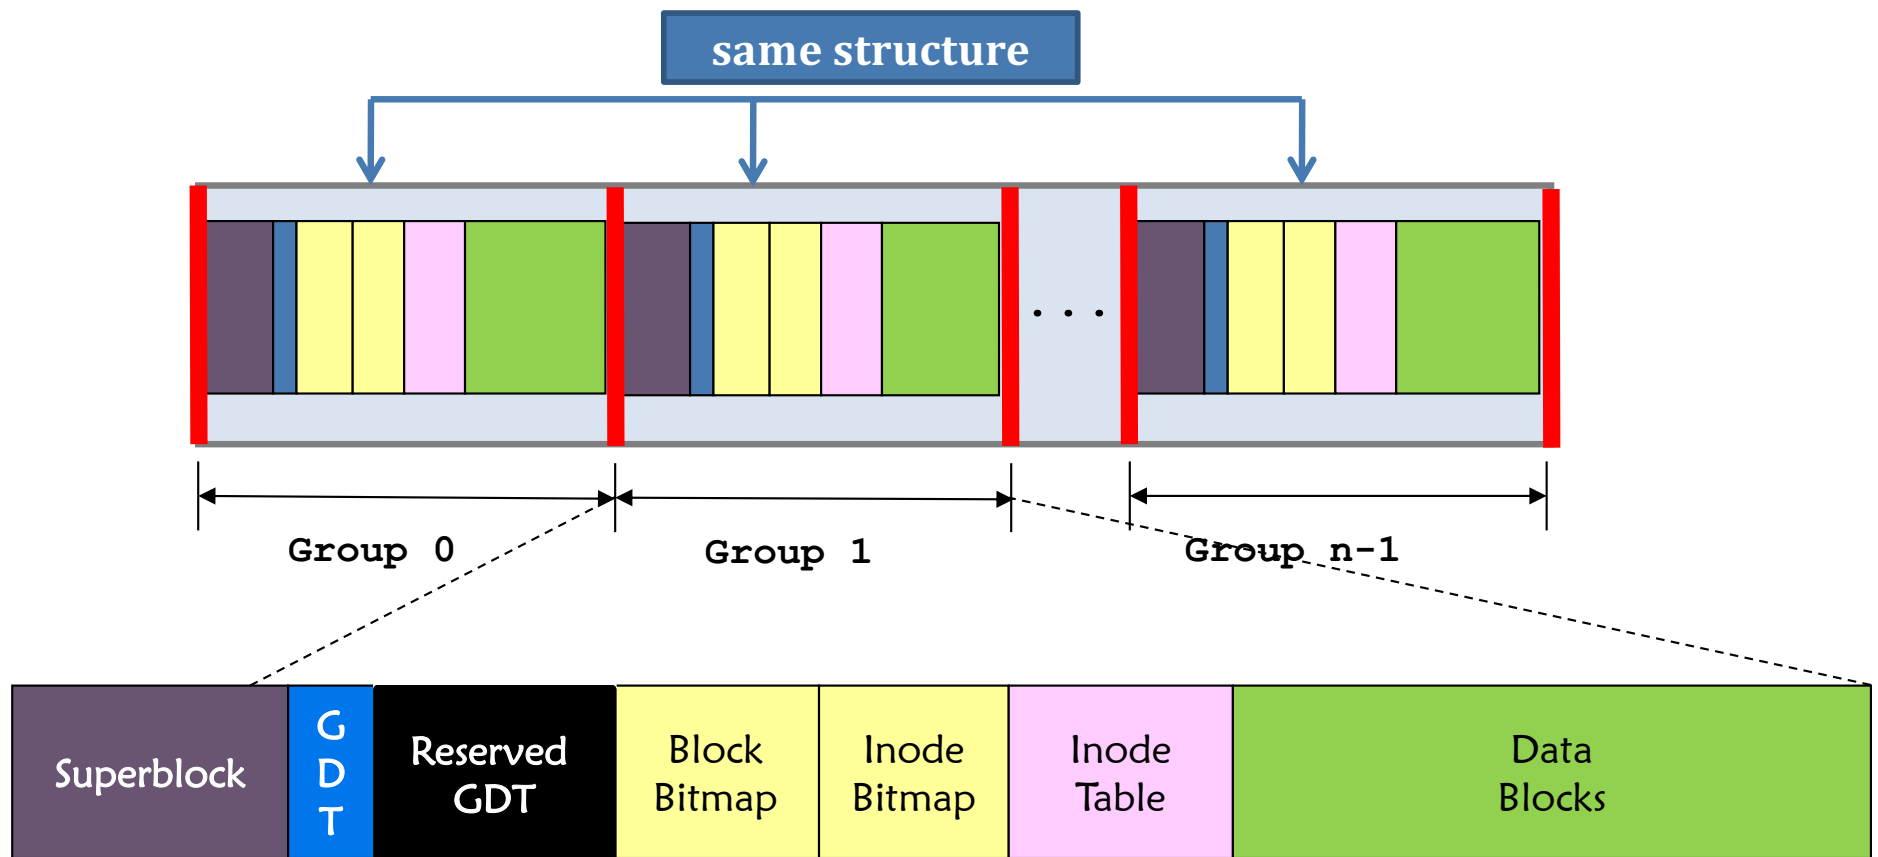 same structure
. . .
Group 0
Group 1
Group n-1
Superblock
G
D
T
Reserved
GDT
Block
Bitmap
Inode
Bitmap
Inode
Table
Data
Blocks